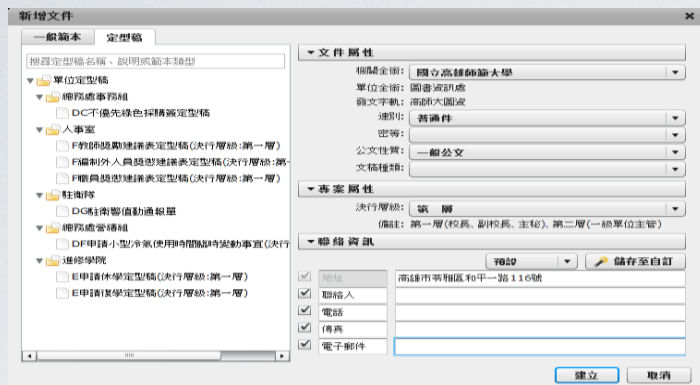 新增文件
一般範本 定型稿
搜尋定型稿名稱、說明或範本類型
單位定型稿
總務處事務組
DC不優先綠色採購簽定型稿
人事室
F教師獎勵建議表定型稿(決行層級:第一層)
F編制外人員獎懲建議表定型稿(決行層級:第一
F職員獎懲建議表定型稿(決行層級:第一層)
駐衛隊
DG駐衛警值勤通報單
總務處營繕組
DF申請小型冷氣使用時間臨時變動事宜(決行
進修學院
E申請休學定型稿(決行層級:第一層)
E申請復學定型稿(決行層級:第一層)
文件屬性
機關全銜: 國立高雄師範大學
單位全銜: 圖書資訊處
發文字軌: 高師大圖資
速別: 普通件
密等:
公文性質: 一般公文
文稿種類:
專案屬性
決行層級: 第 層
備註: 第一層(校長、副校長、主秘)、第二層(一級單位主管)
聯絡資訊
預設 儲存至自訂
地址 高雄市苓雅區和平一路116號
聯絡人
電話
傳真
電子郵件
建立 取消